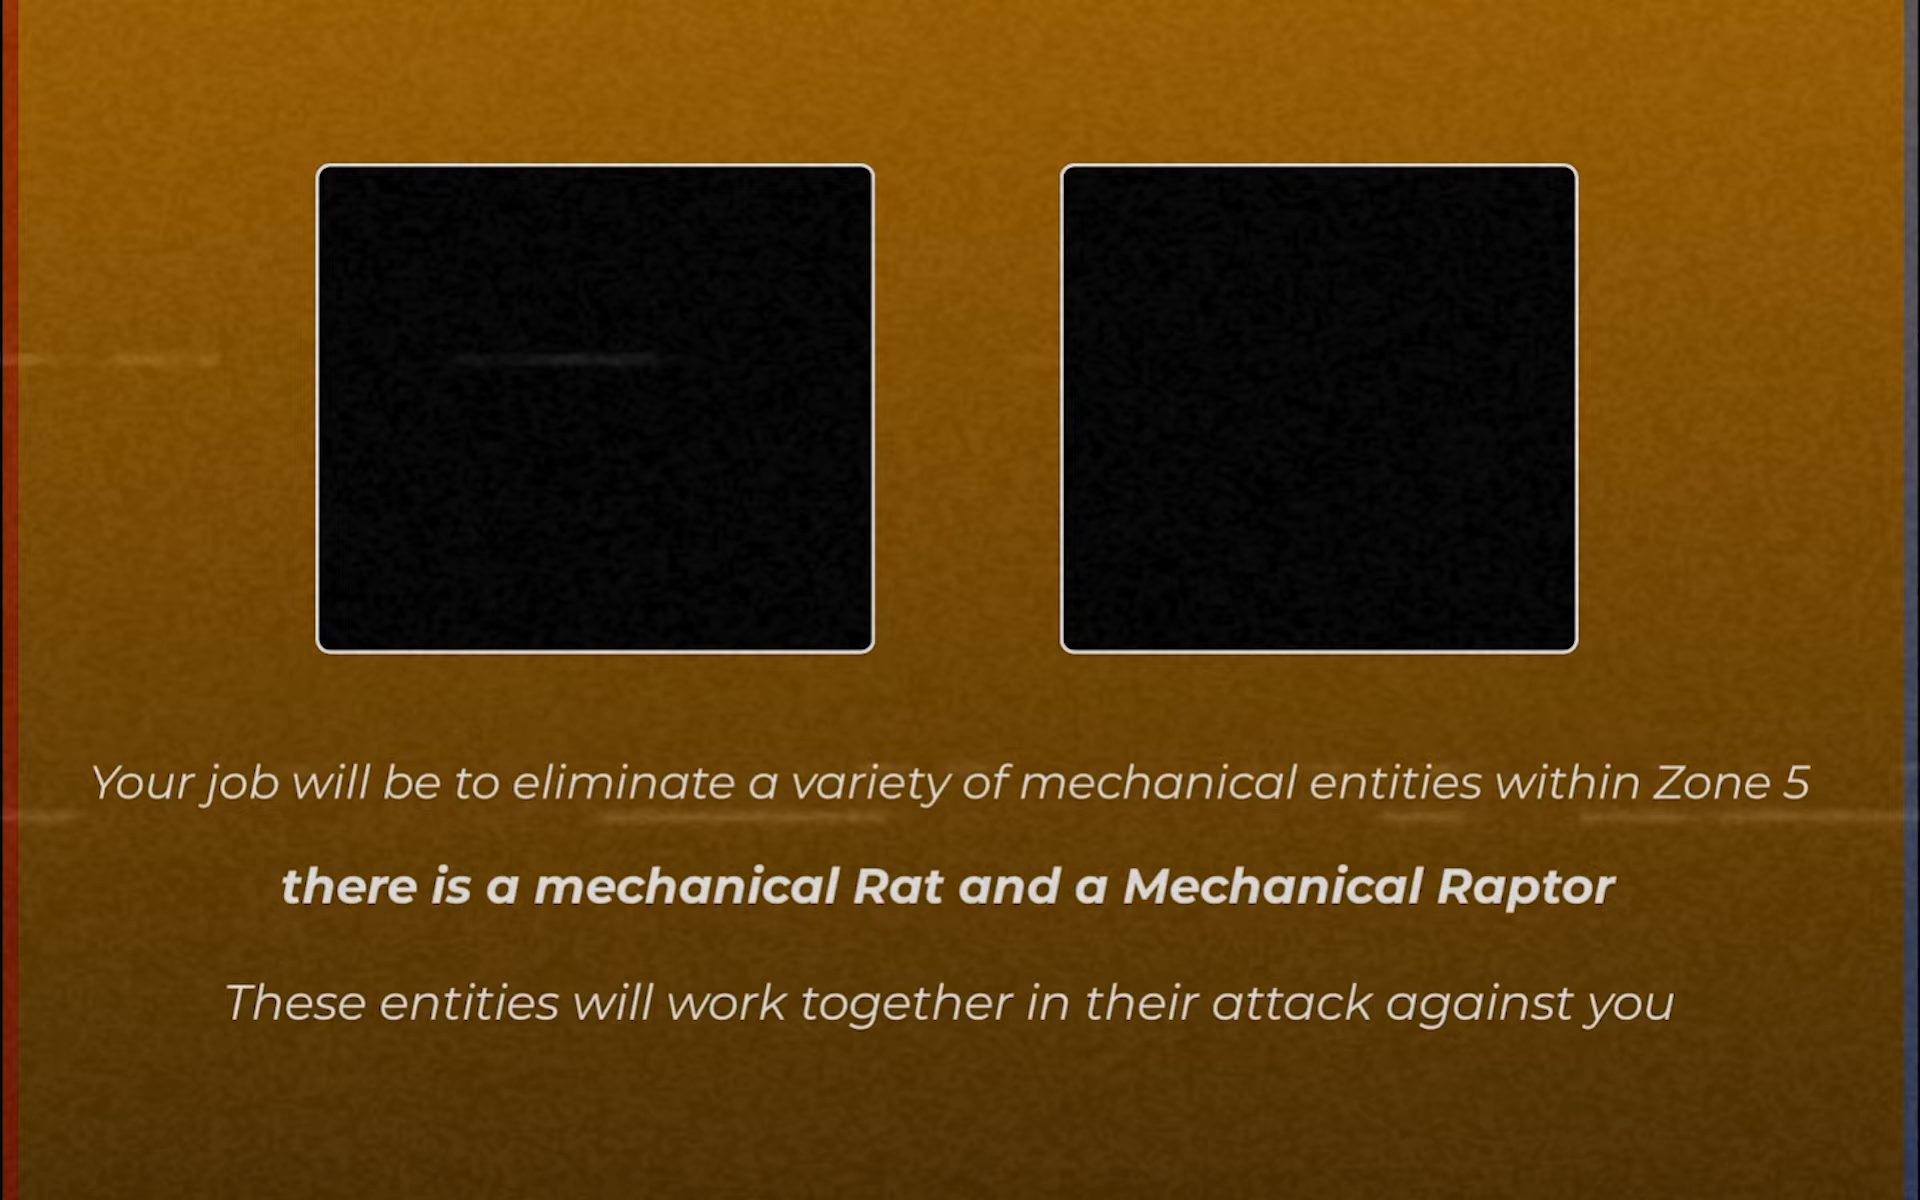 Your job will be to eliminate a variety of mechanical entities within Zone 5
there is a mechanical Rat and a Mechanical Raptor
These entities will work together in their attack against you